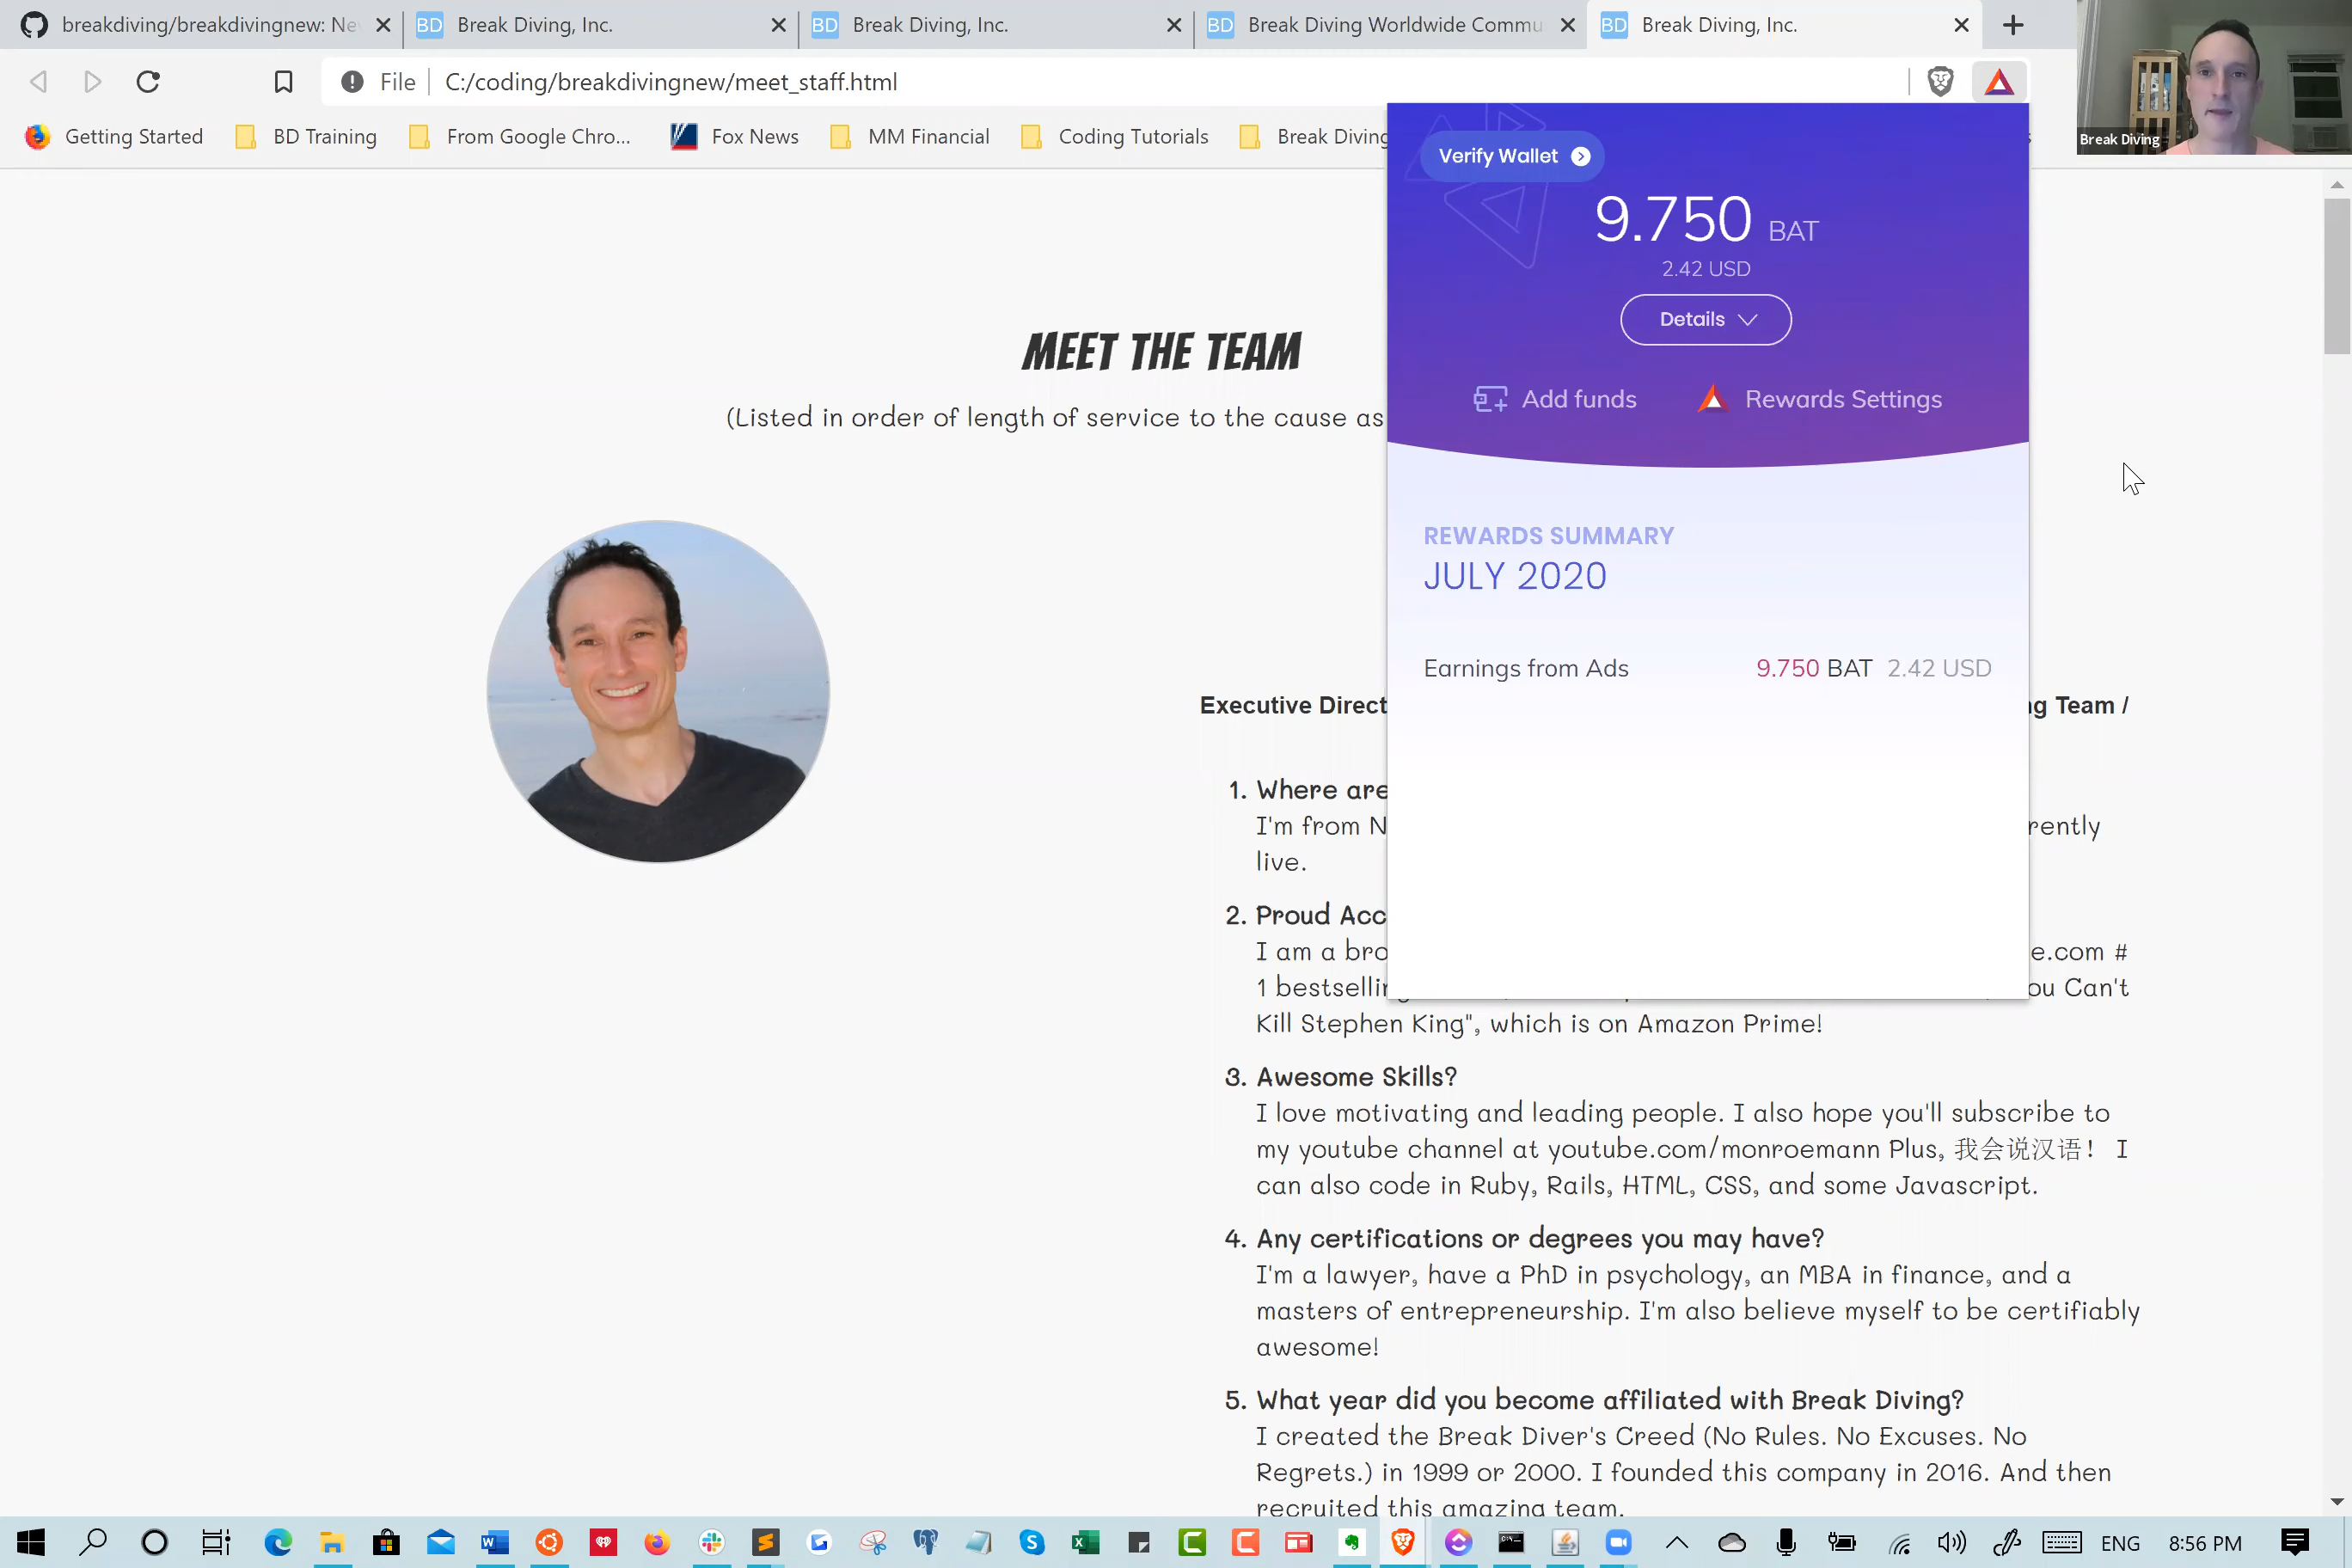 breakdiving/breakdivingnew: Ne
BD Break Diving, Inc.
BD Break Diving, Inc.
BD Break Diving Worldwide Commu
BD Break Diving, Inc.
File C:/coding/breakdivingnew/meet_staff.html
Getting Started
BD Training
From Google Chro...
Fox News
MM Financial
Coding Tutorials
Break Diving
Break Diving
Verify Wallet
9.750 BAT
2.42 USD
Details
Add funds
Rewards Settings
REWARDS SUMMARY
JULY 2020
Earnings from Ads 9.750 BAT 2.42 USD
MEET THE TEAM
(Listed in order of length of service to the cause as
Executive Direct g Team /
1. Where are
I'm from N rently
live.
2. Proud Acc
I am a bro e.com #
1 bestsellin ou Can't
Kill Stephen King", which is on Amazon Prime!
3. Awesome Skills?
I love motivating and leading people. I also hope you'll subscribe to
my youtube channel at youtube.com/monroemann Plus, 我会说汉语！ I
can also code in Ruby, Rails, HTML, CSS, and some Javascript.
4. Any certifications or degrees you may have?
I'm a lawyer, have a PhD in psychology, an MBA in finance, and a
masters of entrepreneurship. I'm also believe myself to be certifiably
awesome!
5. What year did you become affiliated with Break Diving?
I created the Break Diver's Creed (No Rules. No Excuses. No
Regrets.) in 1999 or 2000. I founded this company in 2016. And then
recruited this amazing team.
ENG
8:56 PM